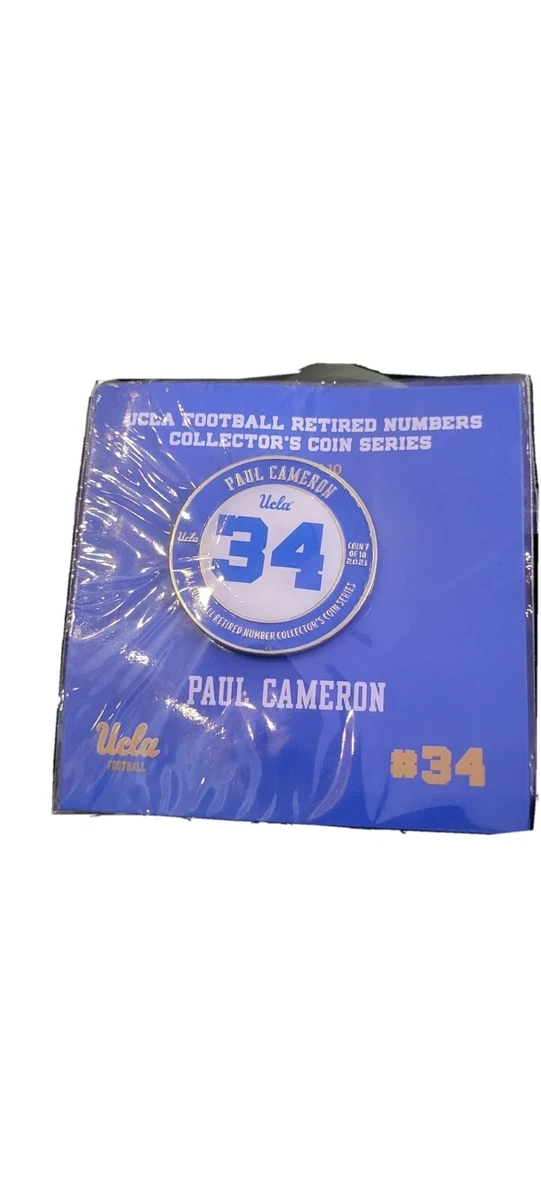 UCLA FOOTBALL RETIRED NUMBERS
COLLECTOR'S COIN SERIES
10
PAUL CAMERON
Ucla
34
Ucla
COIN 7
OF 10
2021
RETIRED NUMBER COLLECTOR'S COIN SERIES
PAUL CAMERON
Ucla
FOOTBALL
#34